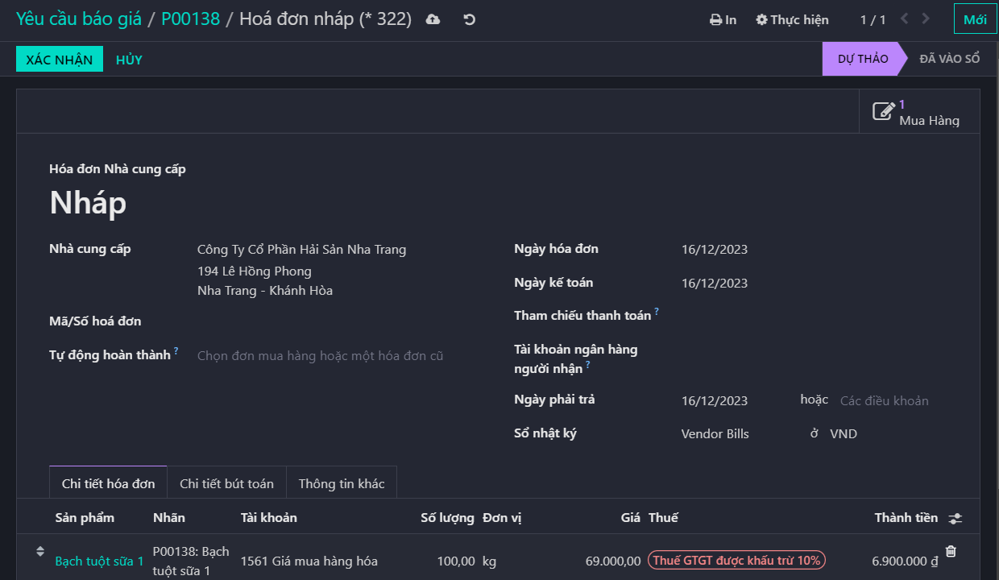 Yêu cầu báo giá / P00138 / Hoá đơn nháp (* 322)
In
Thực hiện
1 / 1
Mới
XÁC NHẬN
HỦY
DỰ THẢO
ĐÃ VÀO SỔ
1
Mua Hàng
Hóa đơn Nhà cung cấp
Nháp
Nhà cung cấp
Công Ty Cổ Phần Hải Sản Nha Trang
194 Lê Hồng Phong
Nha Trang - Khánh Hòa
Mã/Số hoá đơn
Tự động hoàn thành ?
Chọn đơn mua hàng hoặc một hóa đơn cũ
Ngày hóa đơn
16/12/2023
Ngày kế toán
16/12/2023
Tham chiếu thanh toán ?
Tài khoản ngân hàng
người nhận ?
Ngày phải trả
16/12/2023
hoặc
Các điều khoản
Sổ nhật ký
Vendor Bills
ở
VND
Chi tiết hóa đơn
Chi tiết bút toán
Thông tin khác
Sản phẩm
Nhãn
Tài khoản
Số lượng
Đơn vị
Giá
Thuế
Thành tiền
Bạch tuột sữa 1
P00138: Bạch
tuột sữa 1
1561 Giá mua hàng hóa
100,00
kg
69.000,00
Thuế GTGT được khấu trừ 10%
6.900.000 ₫